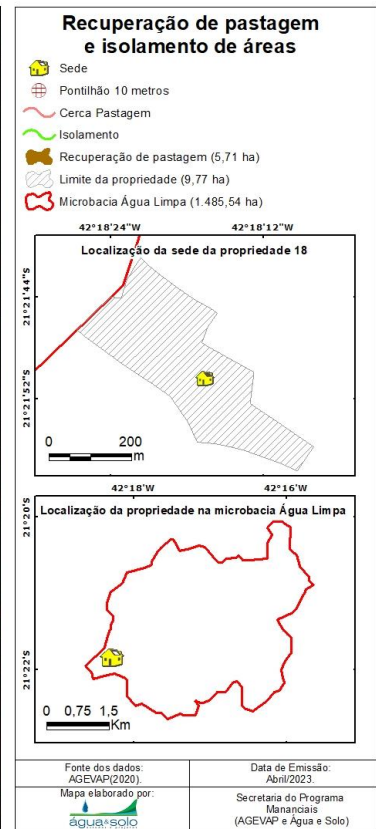 Recuperação de pastagem
e isolamento de áreas
Sede
Pontilhão 10 metros
Cerca Pastagem
Isolamento
Recuperação de pastagem (5,71 ha)
Limite da propriedade (9,77 ha)
Microbacia Água Limpa (1.485,54 ha)
42°18'24"W 42°18'12"W
Localização da sede da propriedade 18
21°21'44"S
21°21'52"S
0 200
m
42°18'W 42°16'W
Localização da propriedade na microbacia Água Limpa
21°20'S
21°22'S
0 0,75 1,5
Km
Fonte dos dados:
AGEVAP(2020).
Data de Emissão:
Abril/2023.
Mapa elaborado por:
água&solo
Secretaria do Programa
Mananciais
(AGEVAP e Água e Solo)